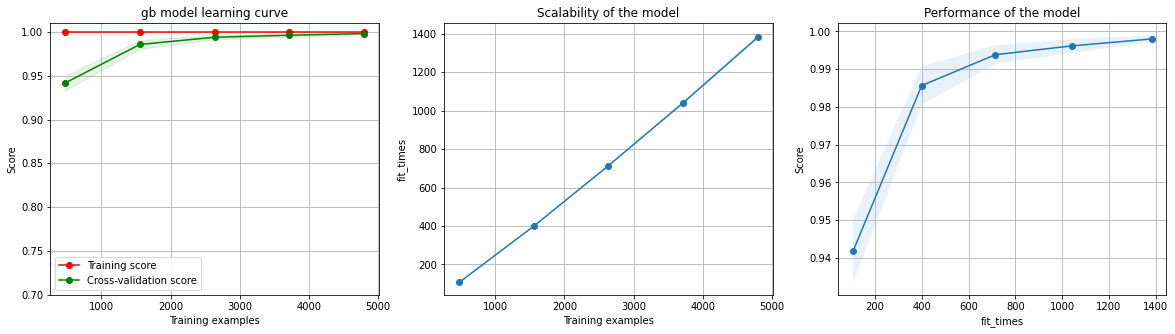 gb model learning curve
1.00
0.95
0.90
0.85
0.80
0.75
0.70
Score
Training score
Cross-validation score
1000 2000 3000 4000 5000
Training examples
Scalability of the model
1400
1200
1000
800
600
400
200
fit_times
1000 2000 3000 4000 5000
Training examples
Performance of the model
1.00
0.99
0.98
0.97
0.96
0.95
0.94
Score
200 400 600 800 1000 1200 1400
fit_times